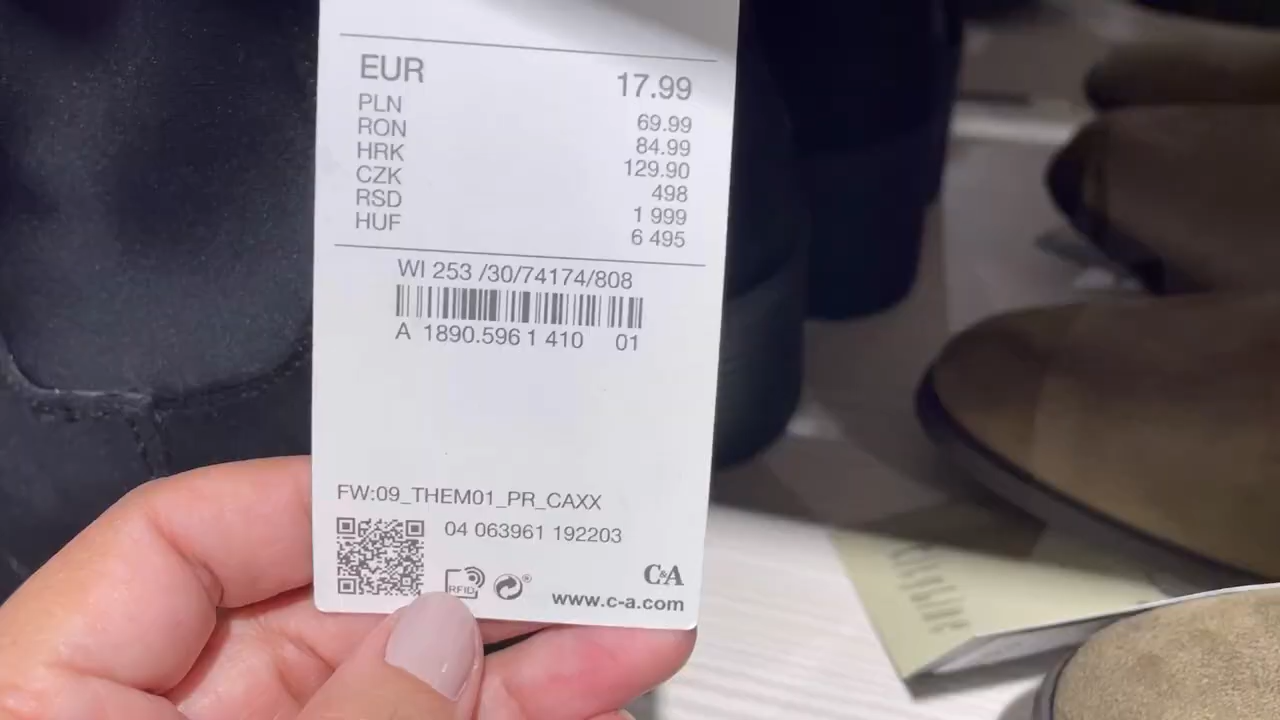 EUR 17.99
PLN 69.99
RON 84.99
HRK 129.90
CZK 498
RSD 1 999
HUF 6 495
WI 253 /30/74174/808
A 1890.596 1 410 01
FW:09_THEM01_PR_CAXX
04 063961 192203
RFID
C&A
www.c-a.com